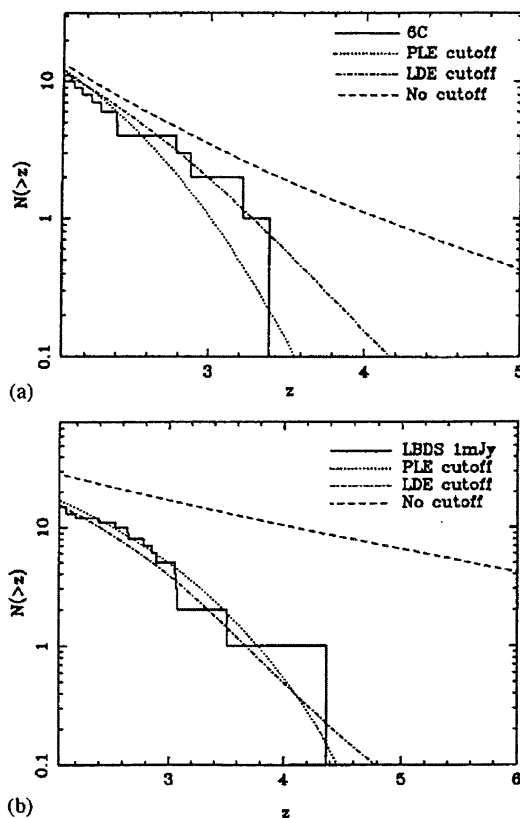 6C
PLE cutoff
LDE cutoff
No cutoff
N(>z)
10
1
0.1
3
4
5
z
(a)
LBDS 1mJy
PLE cutoff
LDE cutoff
No cutoff
N(>z)
10
1
0.1
3
4
5
6
z
(b)